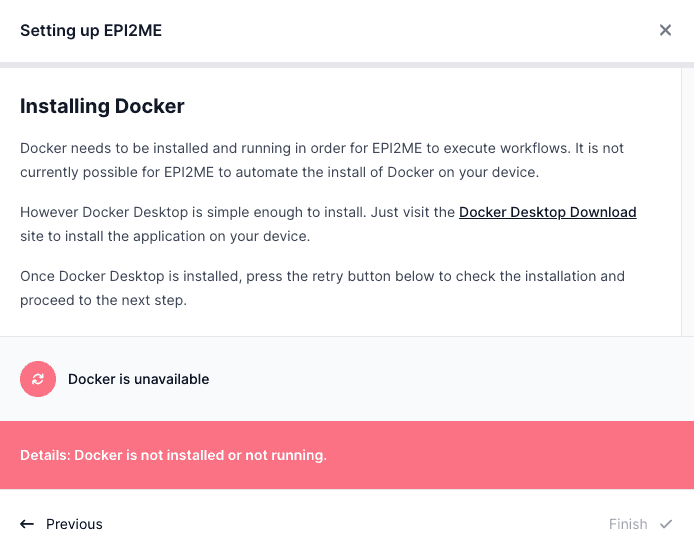 Setting up EPI2ME
Installing Docker
Docker needs to be installed and running in order for EPI2ME to execute workflows. It is not
currently possible for EPI2ME to automate the install of Docker on your device.
However Docker Desktop is simple enough to install. Just visit the Docker Desktop Download
site to install the application on your device.
Once Docker Desktop is installed, press the retry button below to check the installation and
proceed to the next step.
Docker is unavailable
Details: Docker is not installed or not running.
Previous
Finish